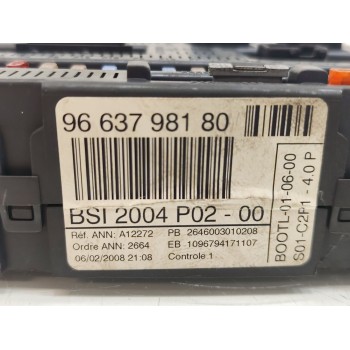 96 637 981 80
BSI 2004 P02 - 00
Réf. ANN: A12272 PB 2646003010208
Ordre ANN: 2664 EB 1096794171107
06/02/2008 21:08 Controle 1
BOOTL-01-06-00
S01-C2P1 - 4.0 P